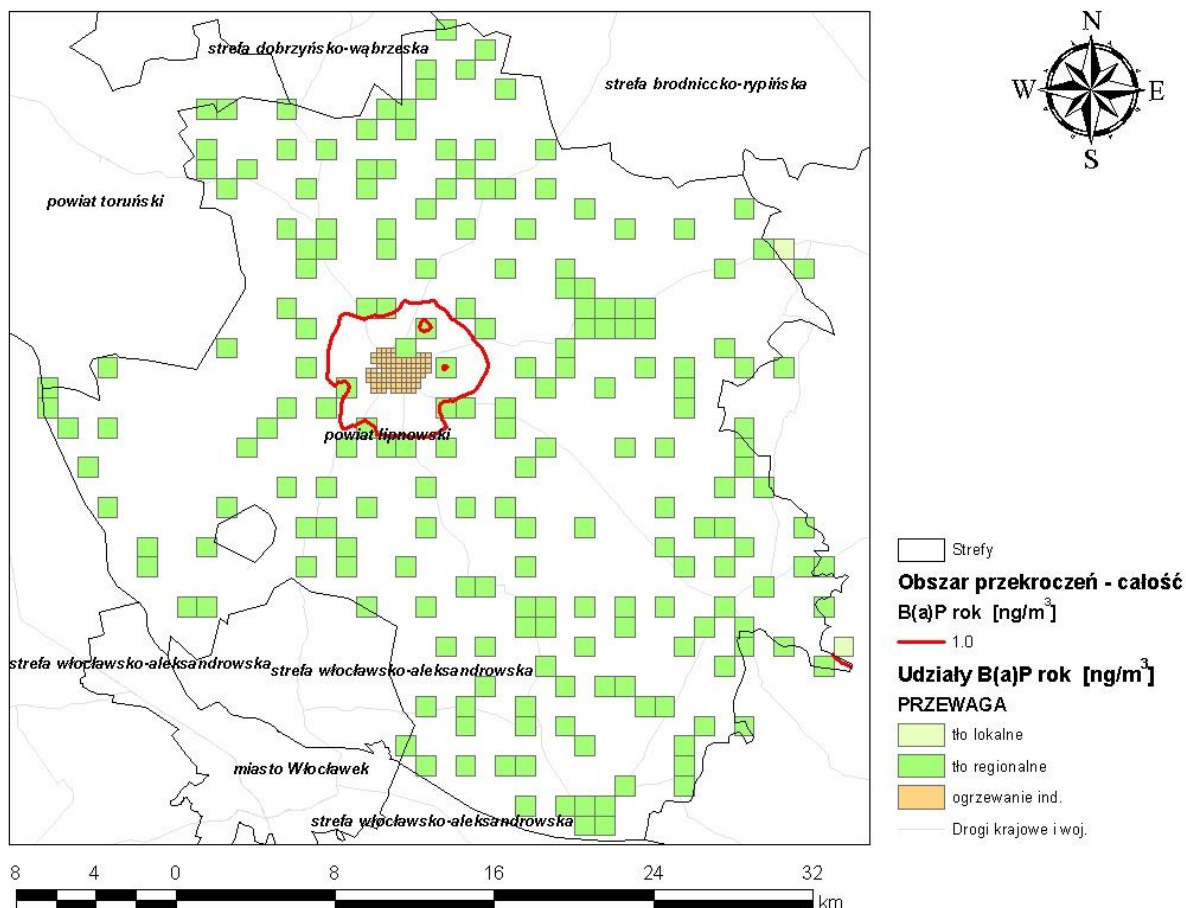 strefa dobrzyńsko-wąbrzeska
strefa brodniccko-rypińska
powiat toruński
powiat lipnowski
strefa włocławsko-aleksandrowska
strefa włocławsko-aleksandrowska
miasto Włocławek
strefa włocławsko-aleksandrowska
N
W
E
S
Strefy
Obszar przekroczeń - całość
B(a)P rok [ng/m³]
1.0
Udziały B(a)P rok [ng/m³]
PRZEWAGA
tło lokalne
tło regionalne
ogrzewanie ind.
Drogi krajowe i woj.
8 4 0 8 16 24 32
km